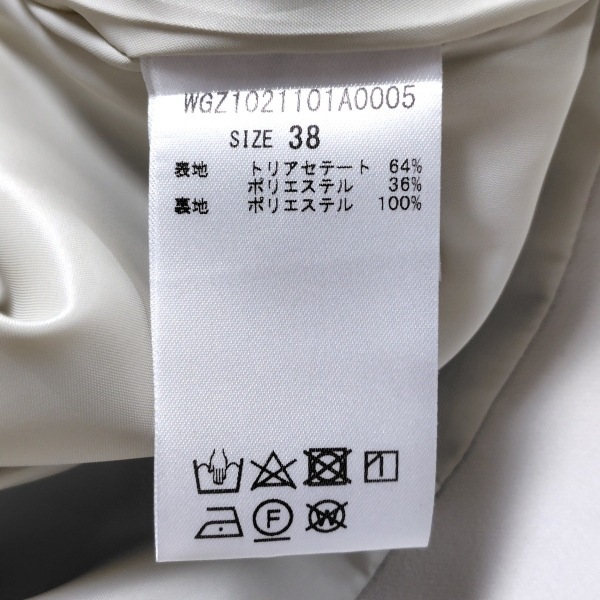 WGZ1021101A0005
SIZE 38
表地 トリアセテート 64%
ポリエステル 36%
裏地 ポリエステル 100%
F
W